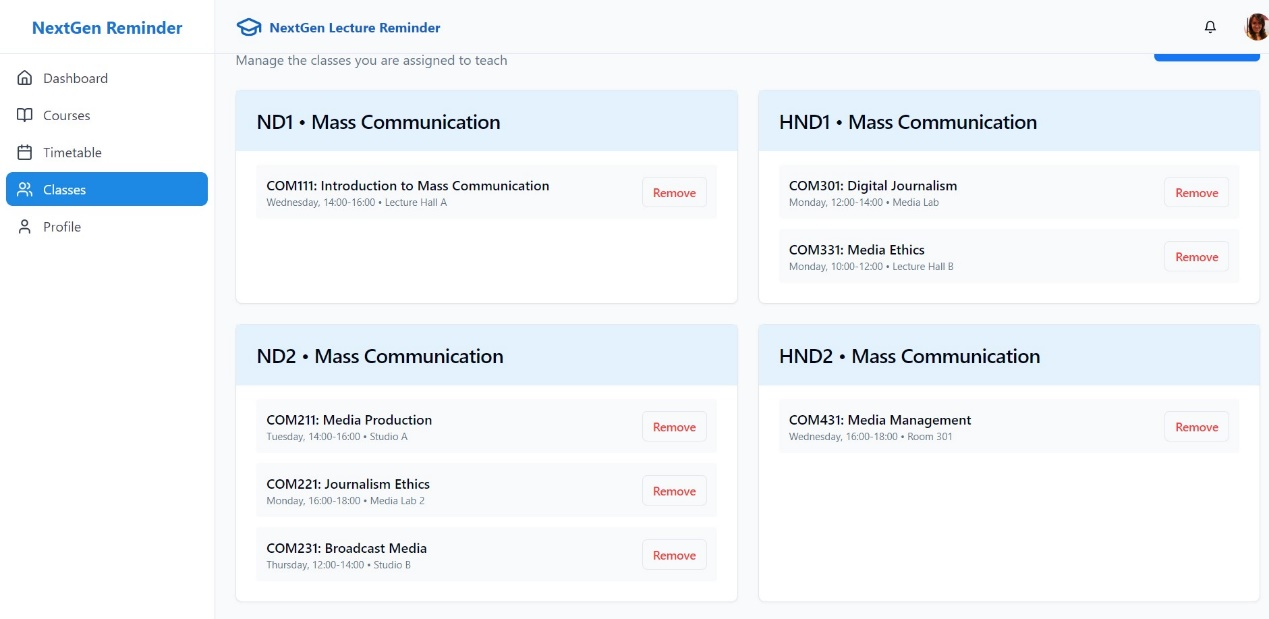 NextGen Reminder
Dashboard
Courses
Timetable
Classes
Profile
NextGen Lecture Reminder
Manage the classes you are assigned to teach
ND1 • Mass Communication
COM111: Introduction to Mass Communication
Wednesday, 14:00-16:00 • Lecture Hall A
Remove
HND1 • Mass Communication
COM301: Digital Journalism
Monday, 12:00-14:00 • Media Lab
Remove
COM331: Media Ethics
Monday, 10:00-12:00 • Lecture Hall B
Remove
ND2 • Mass Communication
COM211: Media Production
Tuesday, 14:00-16:00 • Studio A
Remove
COM221: Journalism Ethics
Monday, 16:00-18:00 • Media Lab 2
Remove
COM231: Broadcast Media
Thursday, 12:00-14:00 • Studio B
Remove
HND2 • Mass Communication
COM431: Media Management
Wednesday, 16:00-18:00 • Room 301
Remove